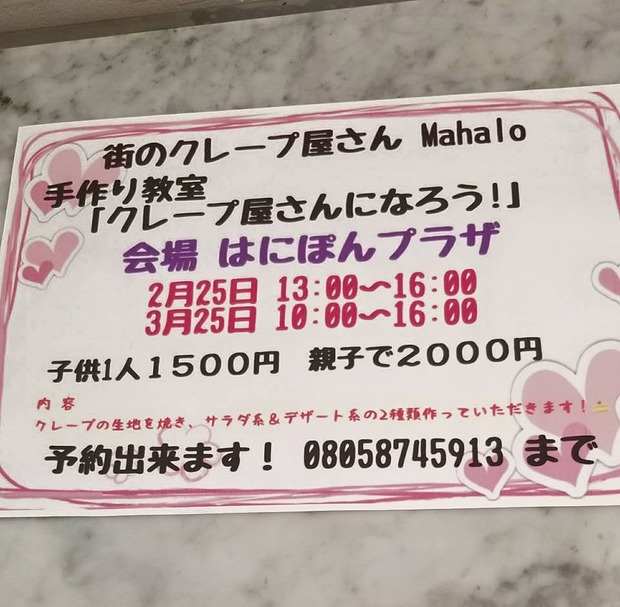 街のクレープ屋さん Mahalo
手作り教室
「クレープ屋さんになろう!」
会場 はにぽんプラザ
2月25日 13:00〜16:00
3月25日 10:00〜16:00
子供1人1500円 親子で2000円
内 容
クレープの生地を焼き、サラダ系&デザート系の2種類作っていただきます!
予約出来ます! 08058745913 まで